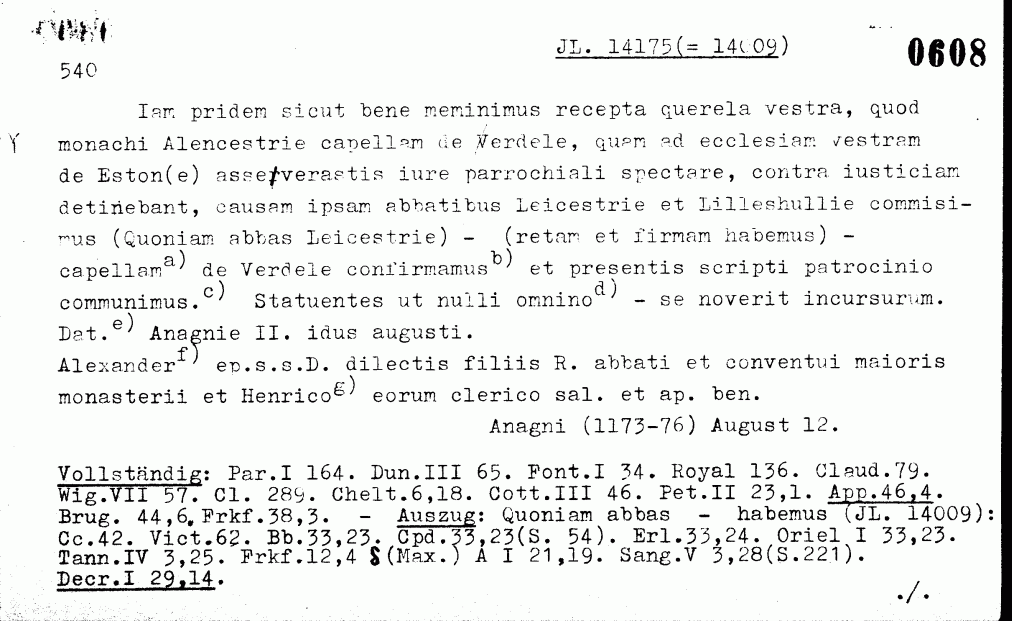 JL. 14175(= 14009) 0608
540
Iam pridem sicut bene meminimus recepta querela vestra, quod
monachi Alencestrie capellam de Verdele, quam ad ecclesiam vestram
de Eston(e) asseverastis iure parrochiali spectare, contra iusticiam
detinebant, causam ipsam abbatibus Leicestrie et Lilleshullie commisi-
mus (Quoniam abbas Leicestrie) - (retam et firmam habemus) -
capellam a) de Verdele confirmamus b) et presentis scripti patrocinio
communimus. c) Statuentes ut nulli omnino d) - se noverit incursurum.
Dat. e) Anagnie II. idus augusti.
Alexander f) ep.s.s.D. dilectis filiis R. abbati et conventui maioris
monasterii et Henrico g) eorum clerico sal. et ap. ben.
Anagni (1173-76) August 12.
Vollständig: Par.I 164. Dun.III 65. Font.I 34. Royal 136. Claud.79.
Wig.VII 57. Cl. 289. Chelt.6,18. Cott.III 46. Pet.II 23,1. App.46,4.
Brug. 44,6. Frkf.38,3. - Auszug: Quoniam abbas - habemus (JL. 14009):
Cc.42. Vict.62. Bb.33,23. Cpd.33,23(S. 54). Erl.33,24. Oriel I 33,23.
Tann.IV 3,25. Frkf.12,4 S (Max.) A I 21,19. Sang.V 3,28(S.221).
Decr.I 29,14.
./.